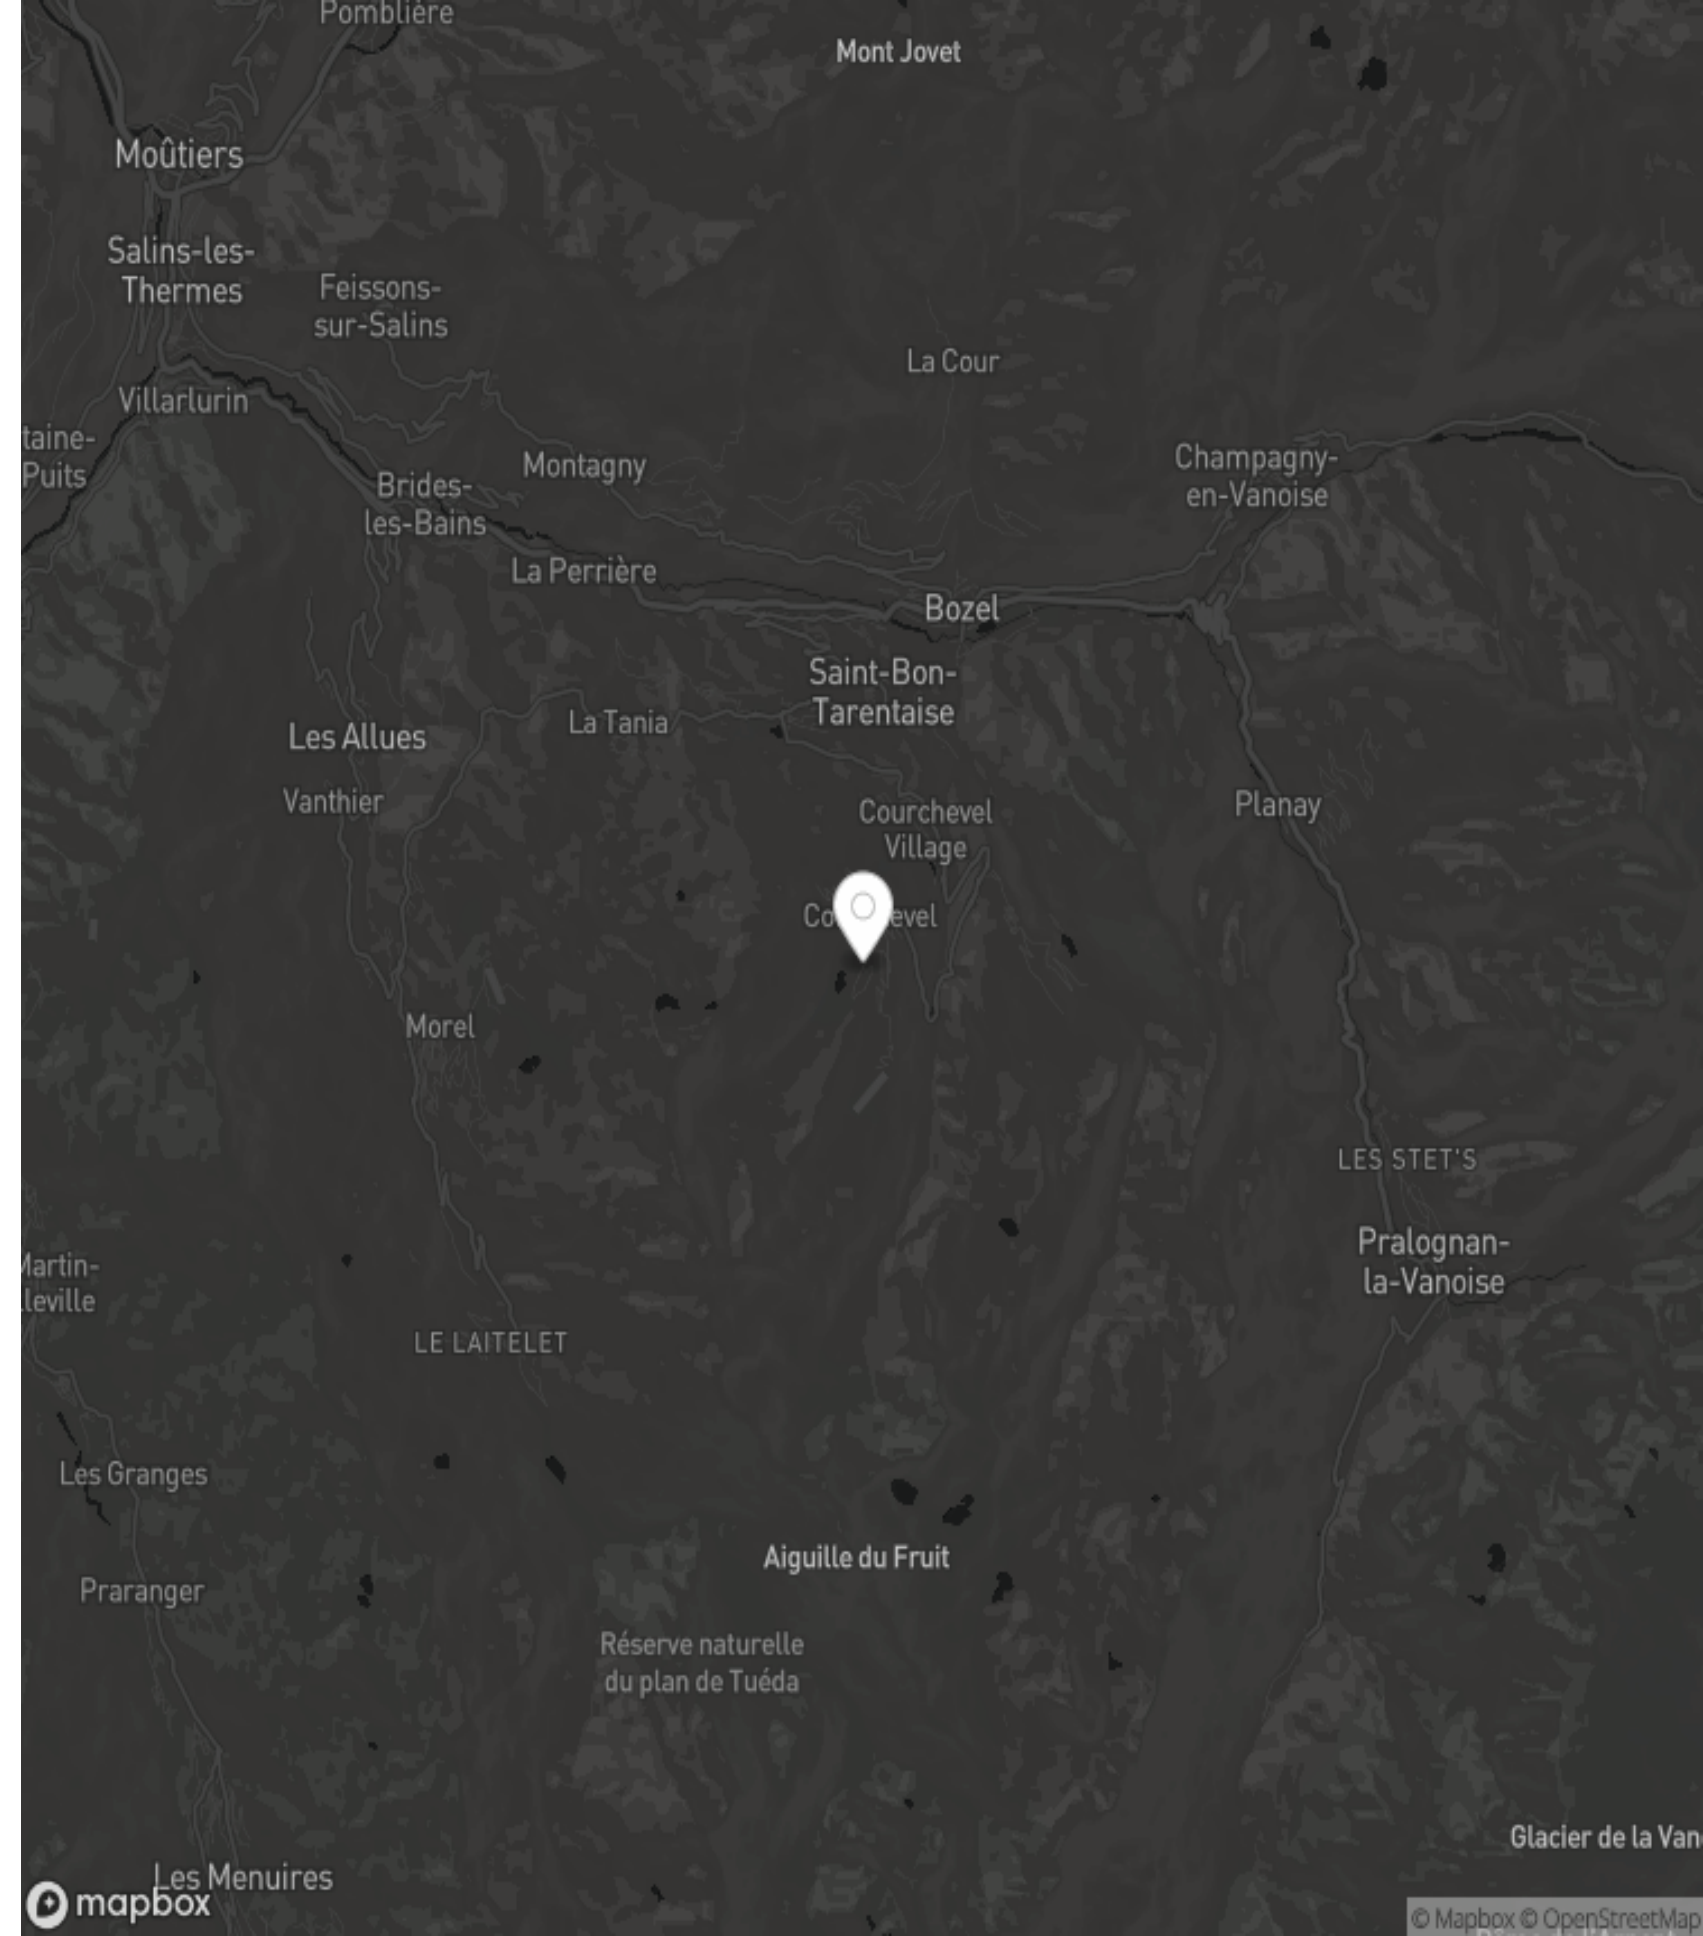 Pomblière
Mont Jovet
Moûtiers
Salins-les-
Thermes
Feissons-
sur-Salins
La Cour
Villarlurin
taine-
Puits
Montagny
Champagny-
en-Vanoise
Brides-
les-Bains
La Perrière
Bozel
Saint-Bon-
Tarentaise
La Tania
Les Allues
Vanthier
Planay
Courchevel
Village
Co evel
Morel
LES STET'S
Pralognan-
la-Vanoise
Martin-
lleville
LE LAITELET
Les Granges
Aiguille du Fruit
Praranger
Réserve naturelle
du plan de Tuéda
Glacier de la Van
Les Menuires
mapbox
© Mapbox © OpenStreetMap